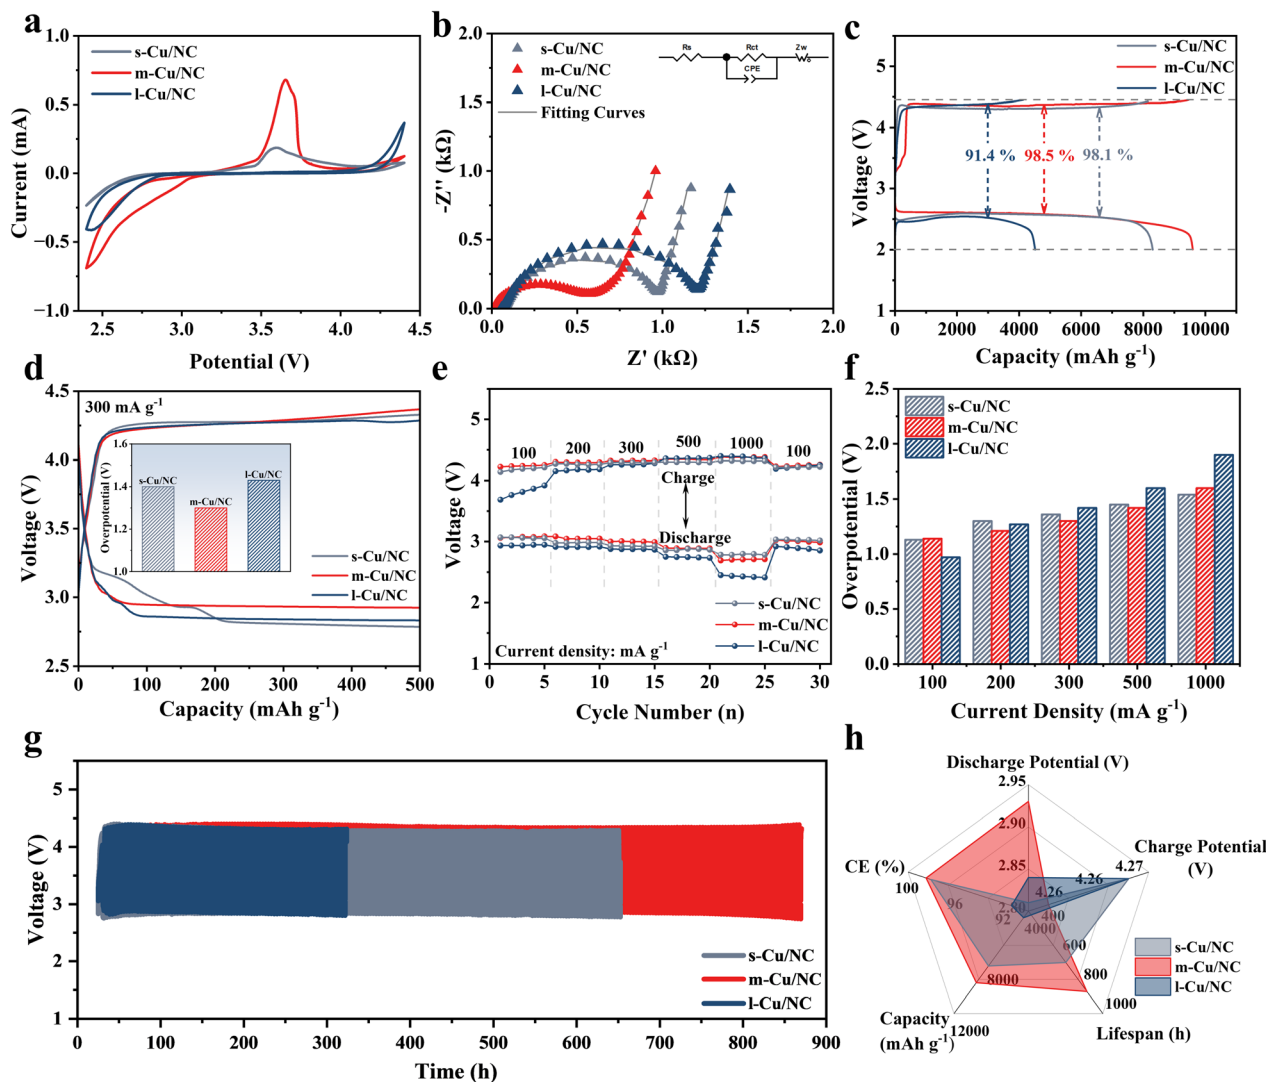 a
s-Cu/NC
m-Cu/NC
l-Cu/NC
Current (mA)
1.0
0.5
0.0
−0.5
−1.0
2.5 3.0 3.5 4.0 4.5
Potential (V)
b
s-Cu/NC
m-Cu/NC
l-Cu/NC
Fitting Curves
Rs Rct Zw
CPE
-Z'' (kΩ)
2.0
1.5
1.0
0.5
0.0
0.0 0.5 1.0 1.5 2.0
Z' (kΩ)
c
s-Cu/NC
m-Cu/NC
l-Cu/NC
91.4 % 98.5 % 98.1 %
Voltage (V)
5
4
3
2
1
0 2000 4000 6000 8000 10000
Capacity (mAh g-1)
d
300 mA g-1
Overpotential (V)
1.6
1.4
1.2
1.0
s-Cu/NC
m-Cu/NC
l-Cu/NC
s-Cu/NC
m-Cu/NC
l-Cu/NC
Voltage (V)
4.5
4.0
3.5
3.0
2.5
0 100 200 300 400 500
Capacity (mAh g-1)
e
100 200 300 500 1000 100
Charge
Discharge
s-Cu/NC
m-Cu/NC
l-Cu/NC
Current density: mA g-1
Voltage (V)
5
4
3
2
1
0 5 10 15 20 25 30
Cycle Number (n)
f
s-Cu/NC
m-Cu/NC
l-Cu/NC
Overpotential (V)
2.5
2.0
1.5
1.0
0.5
0.0
100 200 300 500 1000
Current Density (mA g-1)
g
Voltage (V)
5
4
3
2
1
s-Cu/NC
m-Cu/NC
l-Cu/NC
0 100 200 300 400 500 600 700 800 900
Time (h)
h
Discharge Potential (V)
2.95
2.90
2.85
2.80
Charge Potential
(V)
4.27
4.26
4.26
CE (%)
100
96
92
400
600
800
1000
Lifespan (h)
4000
8000
12000
Capacity
(mAh g-1)
s-Cu/NC
m-Cu/NC
l-Cu/NC